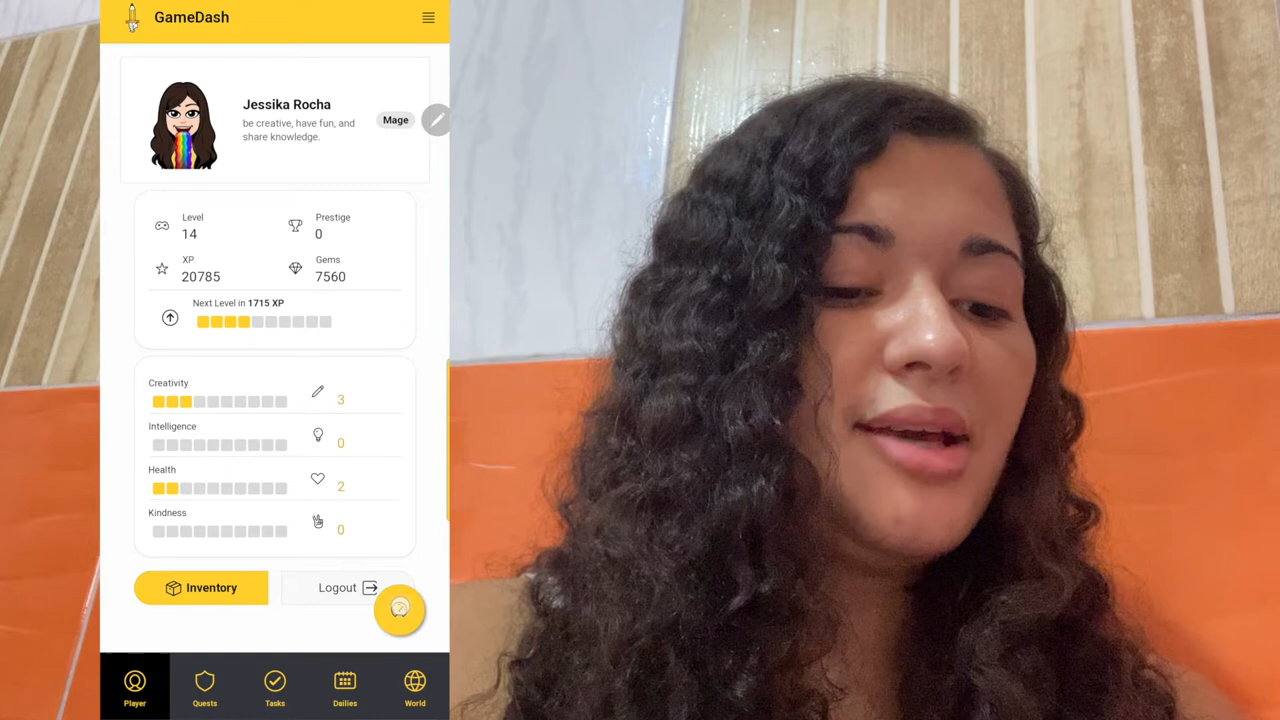 GameDash
Jessika Rocha
be creative, have fun, and
share knowledge.
Mage
Level
14
Prestige
0
XP
20785
Gems
7560
Next Level in 1715 XP
Creativity
3
Intelligence
0
Health
2
Kindness
0
Inventory
Logout
Player
Quests
Tasks
Dailies
World